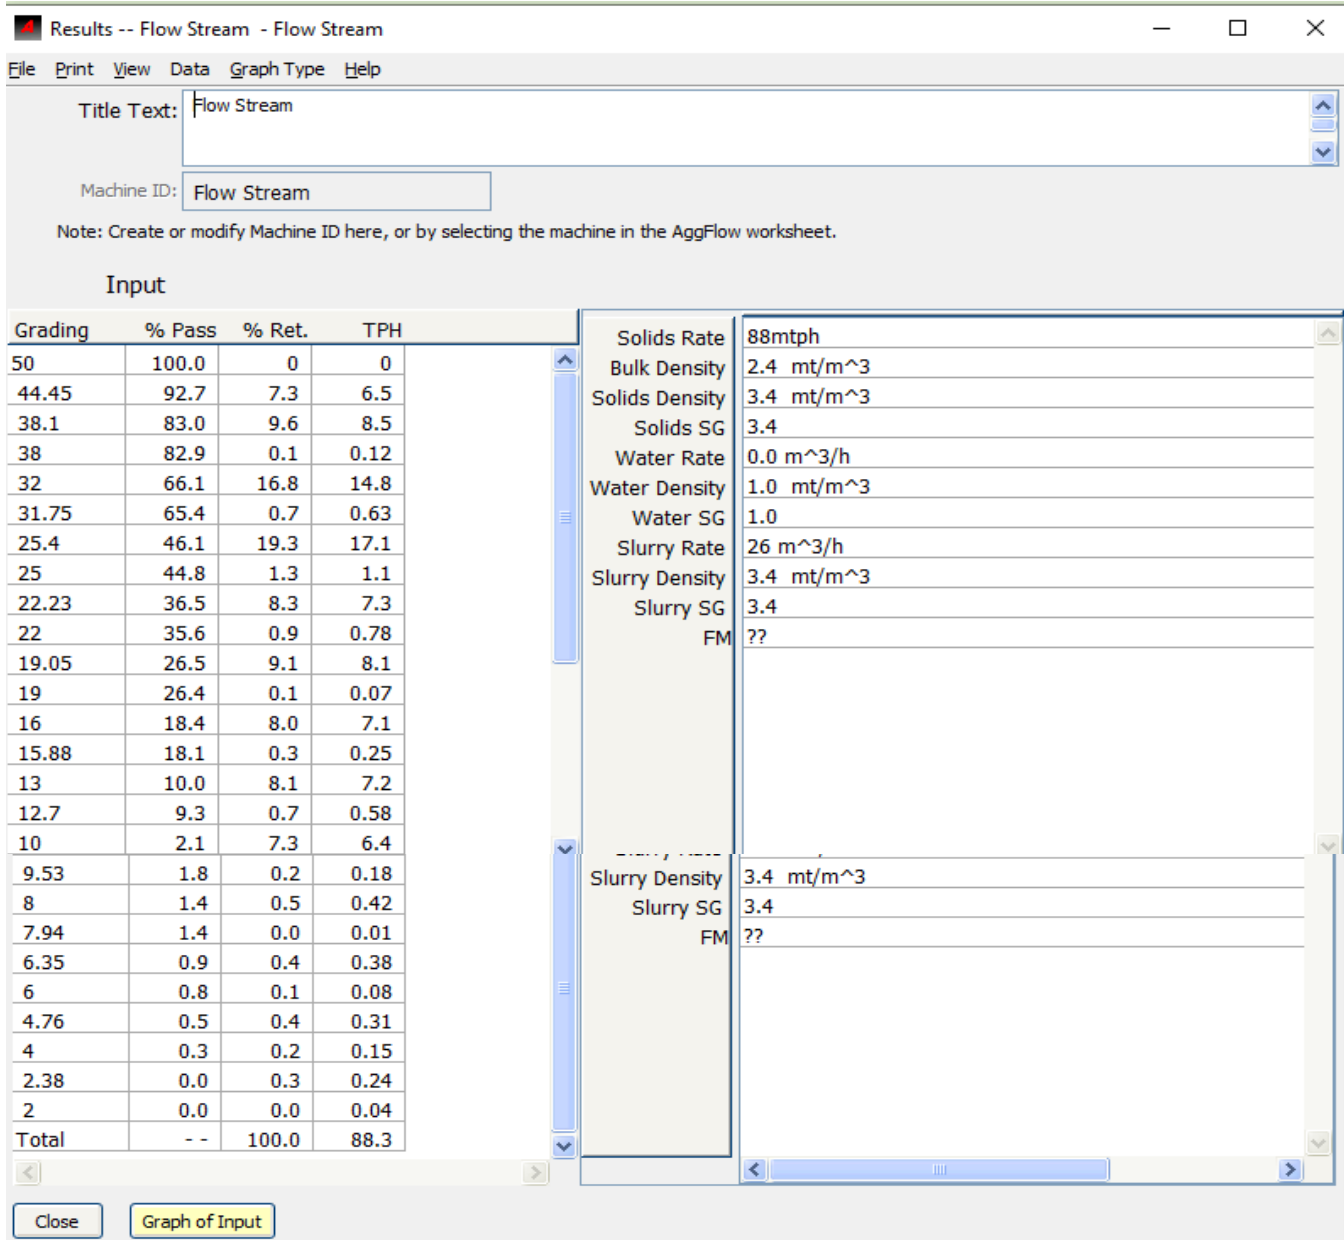 Results -- Flow Stream - Flow Stream
File Print View Data Graph Type Help
Title Text: Flow Stream
Machine ID: Flow Stream
Note: Create or modify Machine ID here, or by selecting the machine in the AggFlow worksheet.
Input
Grading % Pass % Ret. TPH
50 100.0 0 0
44.45 92.7 7.3 6.5
38.1 83.0 9.6 8.5
38 82.9 0.1 0.12
32 66.1 16.8 14.8
31.75 65.4 0.7 0.63
25.4 46.1 19.3 17.1
25 44.8 1.3 1.1
22.23 36.5 8.3 7.3
22 35.6 0.9 0.78
19.05 26.5 9.1 8.1
19 26.4 0.1 0.07
16 18.4 8.0 7.1
15.88 18.1 0.3 0.25
13 10.0 8.1 7.2
12.7 9.3 0.7 0.58
10 2.1 7.3 6.4
9.53 1.8 0.2 0.18
8 1.4 0.5 0.42
7.94 1.4 0.0 0.01
6.35 0.9 0.4 0.38
6 0.8 0.1 0.08
4.76 0.5 0.4 0.31
4 0.3 0.2 0.15
2.38 0.0 0.3 0.24
2 0.0 0.0 0.04
Total - - 100.0 88.3
Solids Rate 88mtph
Bulk Density 2.4 mt/m^3
Solids Density 3.4 mt/m^3
Solids SG 3.4
Water Rate 0.0 m^3/h
Water Density 1.0 mt/m^3
Water SG 1.0
Slurry Rate 26 m^3/h
Slurry Density 3.4 mt/m^3
Slurry SG 3.4
FM ??
Slurry Density 3.4 mt/m^3
Slurry SG 3.4
FM ??
Close Graph of Input